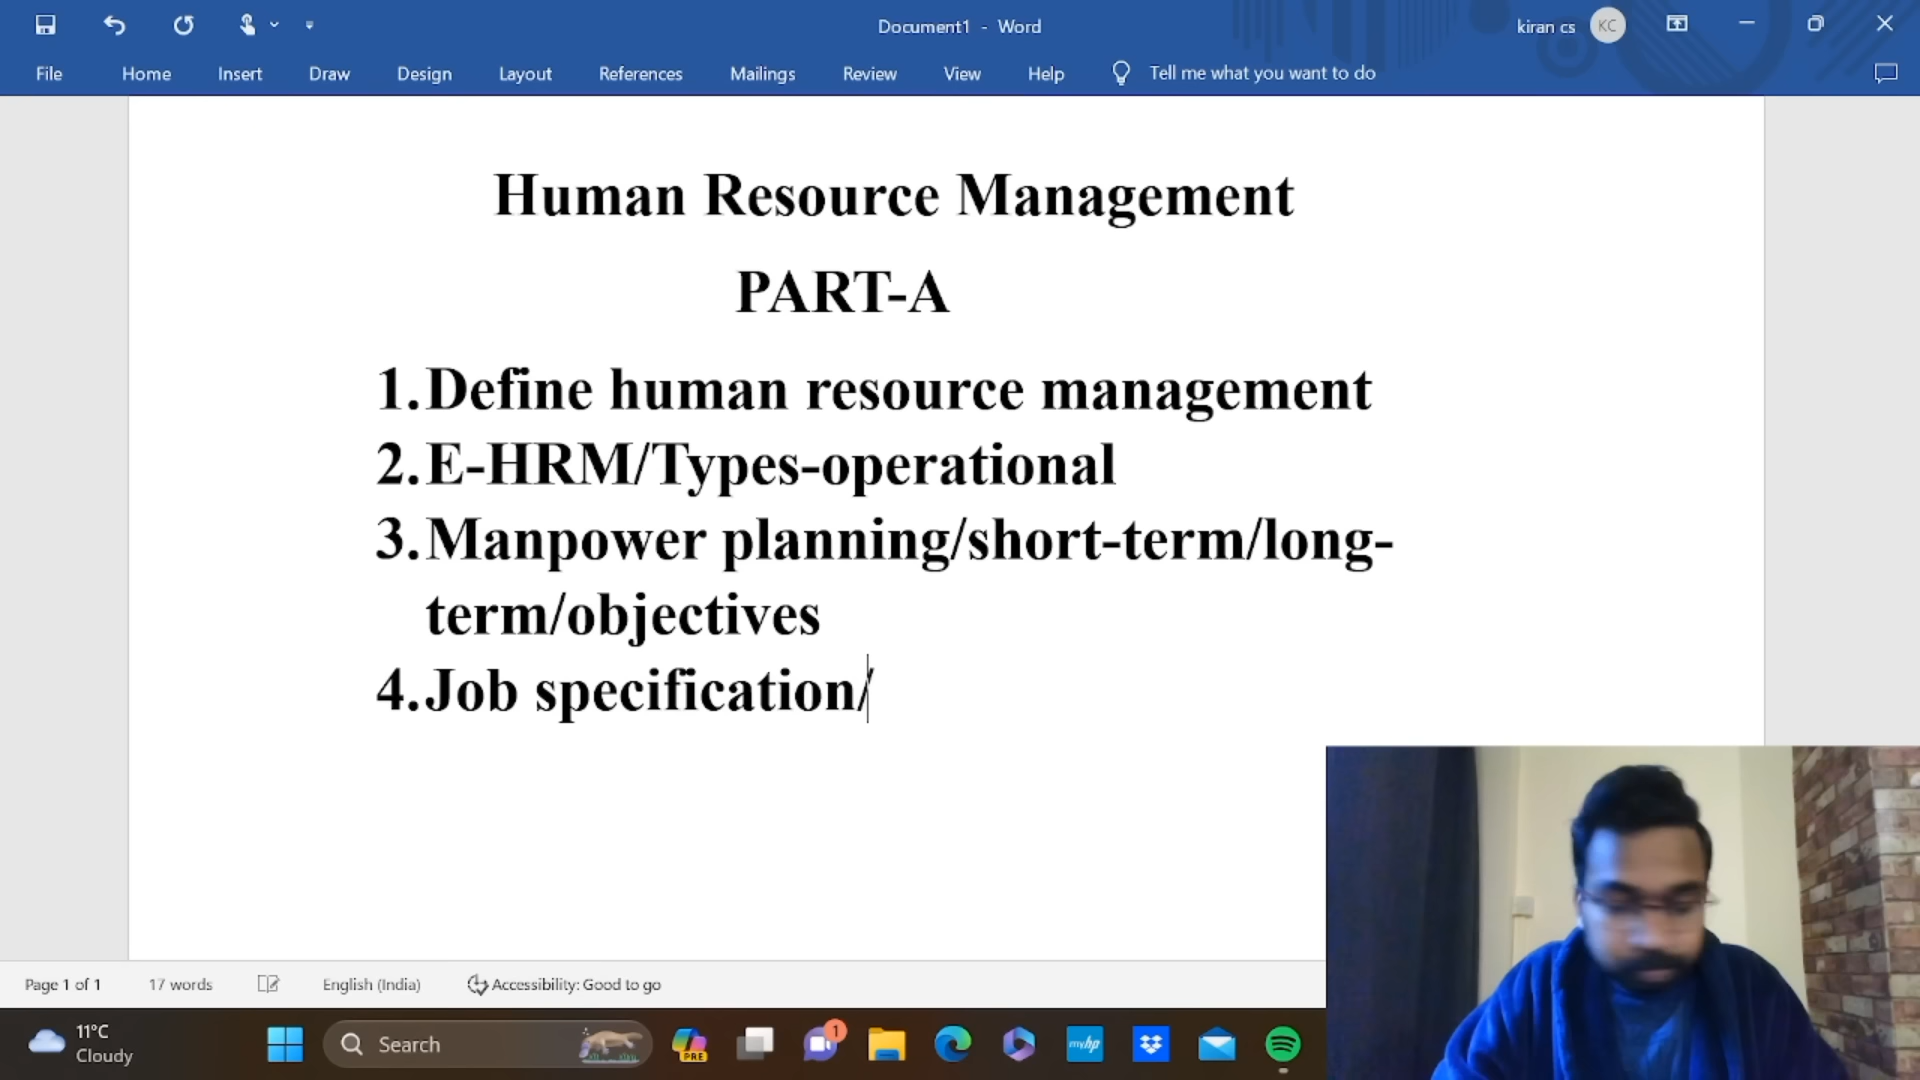 Document1 - Word
kiran cs
KC
File Home Insert Draw Design Layout References Mailings Review View Help Tell me what you want to do
Human Resource Management
PART-A
1.Define human resource management
2.E-HRM/Types-operational
3.Manpower planning/short-term/long-
term/objectives
4.Job specification/
Page 1 of 1 17 words English (India) Accessibility: Good to go
11°C
Cloudy
Search
PRE
1
myhp